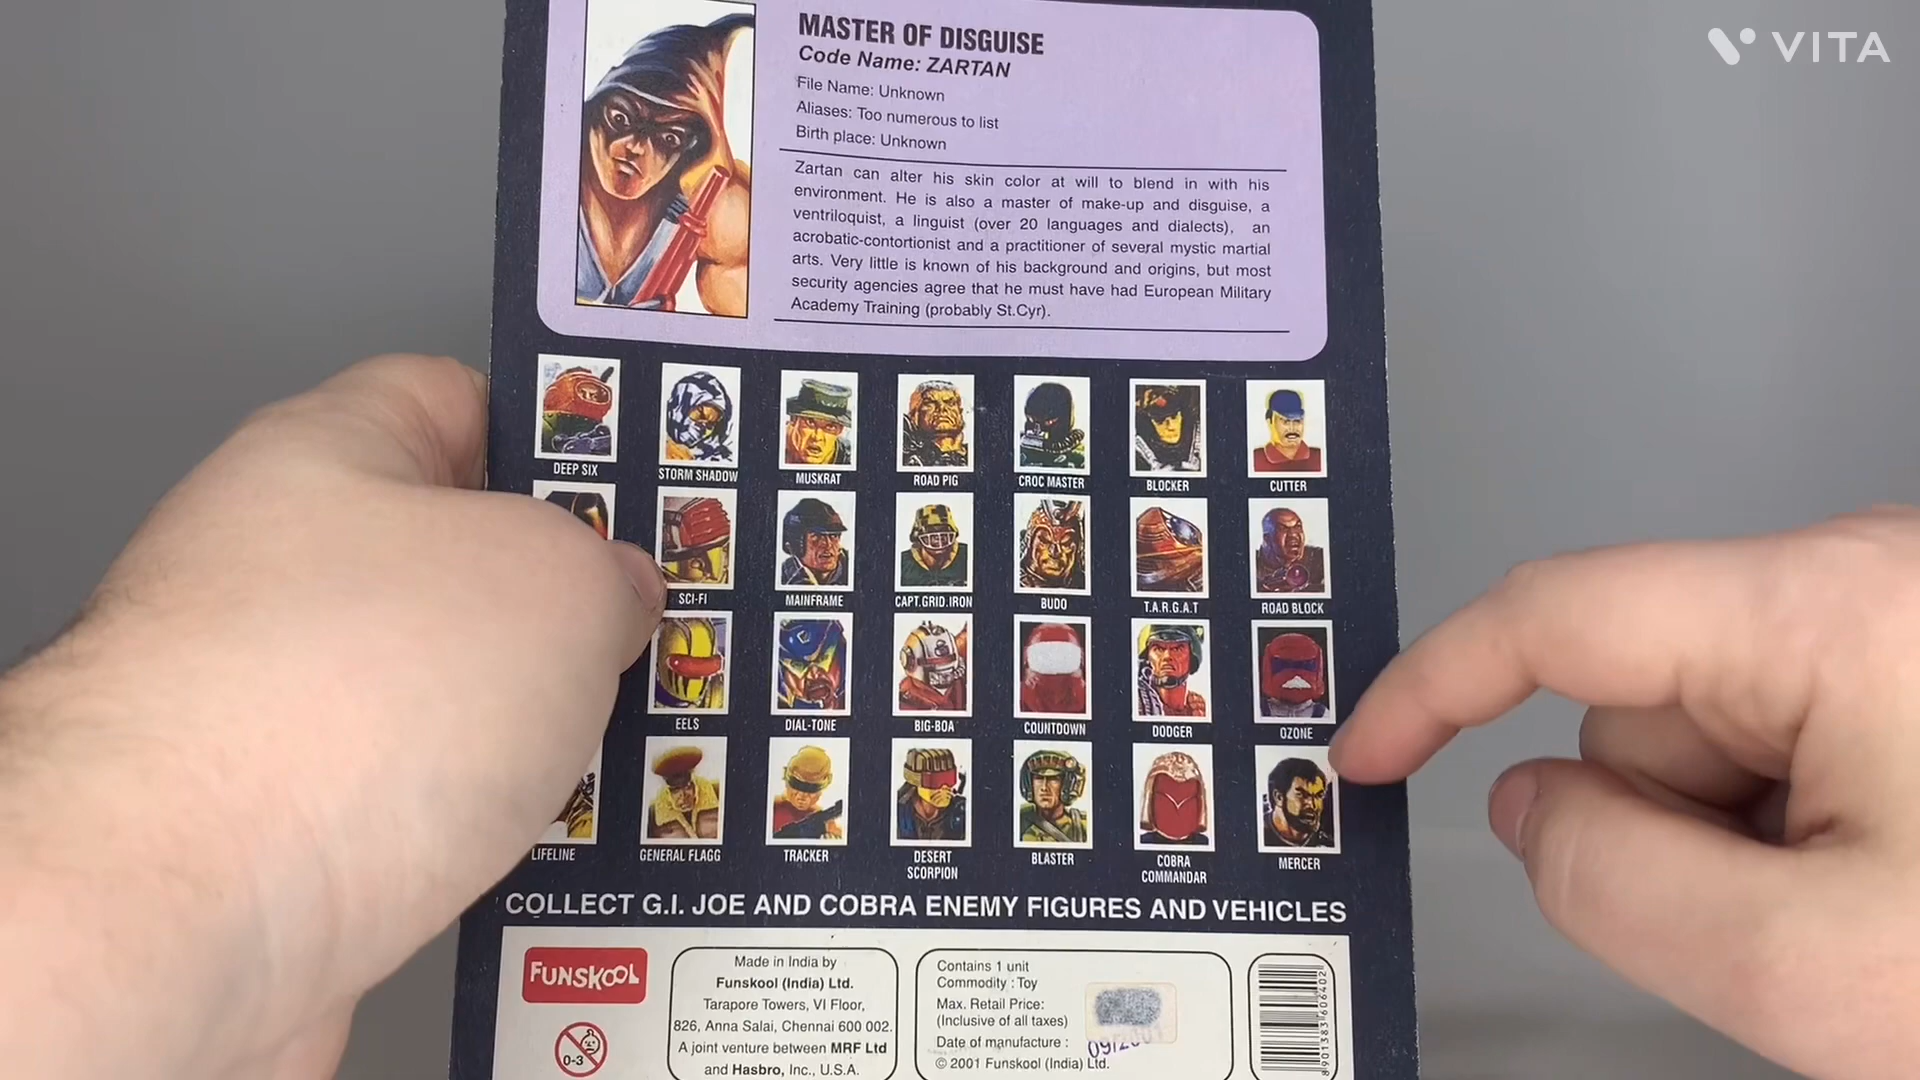 VITA
MASTER OF DISGUISE
Code Name: ZARTAN
File Name: Unknown
Aliases: Too numerous to list
Birth place: Unknown
Zartan can alter his skin color at will to blend in with his
environment. He is also a master of make-up and disguise, a
ventriloquist, a linguist (over 20 languages and dialects), an
acrobatic-contortionist and a practitioner of several mystic martial
arts. Very little is known of his background and origins, but most
security agencies agree that he must have had European Military
Academy Training (probably St.Cyr).
DEEP SIX STORM SHADOW MUSKRAT ROAD PIG CROC MASTER BLOCKER CUTTER
SCI-FI MAINFRAME CAPT.GRID.IRON BUDO T.A.R.G.A.T ROAD BLOCK
EELS DIAL-TONE BIG-BOA COUNTDOWN DODGER OZONE
LIFELINE GENERAL FLAGG TRACKER DESERT SCORPION BLASTER COBRA COMMANDAR MERCER
COLLECT G.I. JOE AND COBRA ENEMY FIGURES AND VEHICLES
FUNSKOOL
0-3
Made in India by
Funskool (India) Ltd.
Tarapore Towers, VI Floor,
826, Anna Salai, Chennai 600 002.
A joint venture between MRF Ltd
and Hasbro, Inc., U.S.A.
Contains 1 unit
Commodity : Toy
Max. Retail Price:
(Inclusive of all taxes)
Date of manufacture :
© 2001 Funskool (India) Ltd.
8901383606402